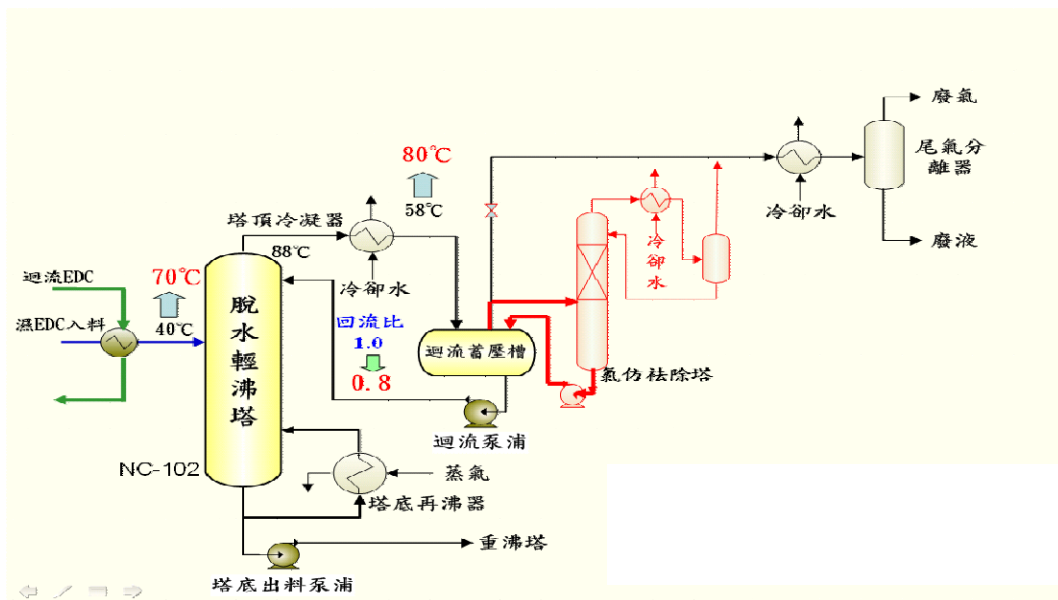 廢氣
尾氣分
離器
80℃
58℃
冷卻水
塔頂冷凝器
88℃
冷
卻
水
廢液
迴流EDC
70℃
脫
水
輕
沸
塔
冷卻水
濕EDC入料
40℃
回流比
1.0
迴流蓄壓槽
0.8
氯仿祛除塔
迴流泵浦
NC-102
蒸氣
塔底再沸器
重沸塔
塔底出料泵浦